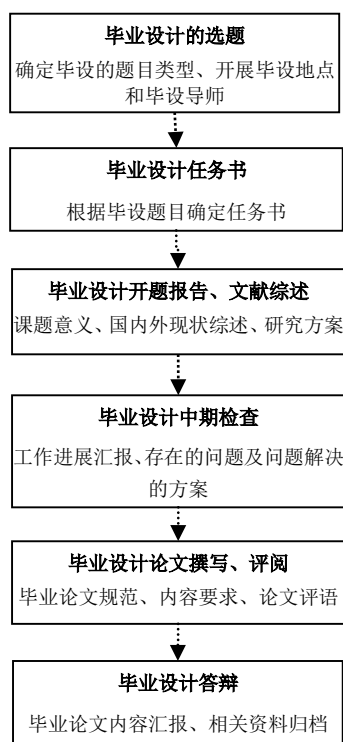 毕业设计的选题
确定毕设的题目类型、开展毕设地点
和毕设导师
毕业设计任务书
根据毕设题目确定任务书
毕业设计开题报告、文献综述
课题意义、国内外现状综述、研究方案
毕业设计中期检查
工作进展汇报、存在的问题及问题解决
的方案
毕业设计论文撰写、评阅
毕业论文规范、内容要求、论文评语
毕业设计答辩
毕业论文内容汇报、相关资料归档